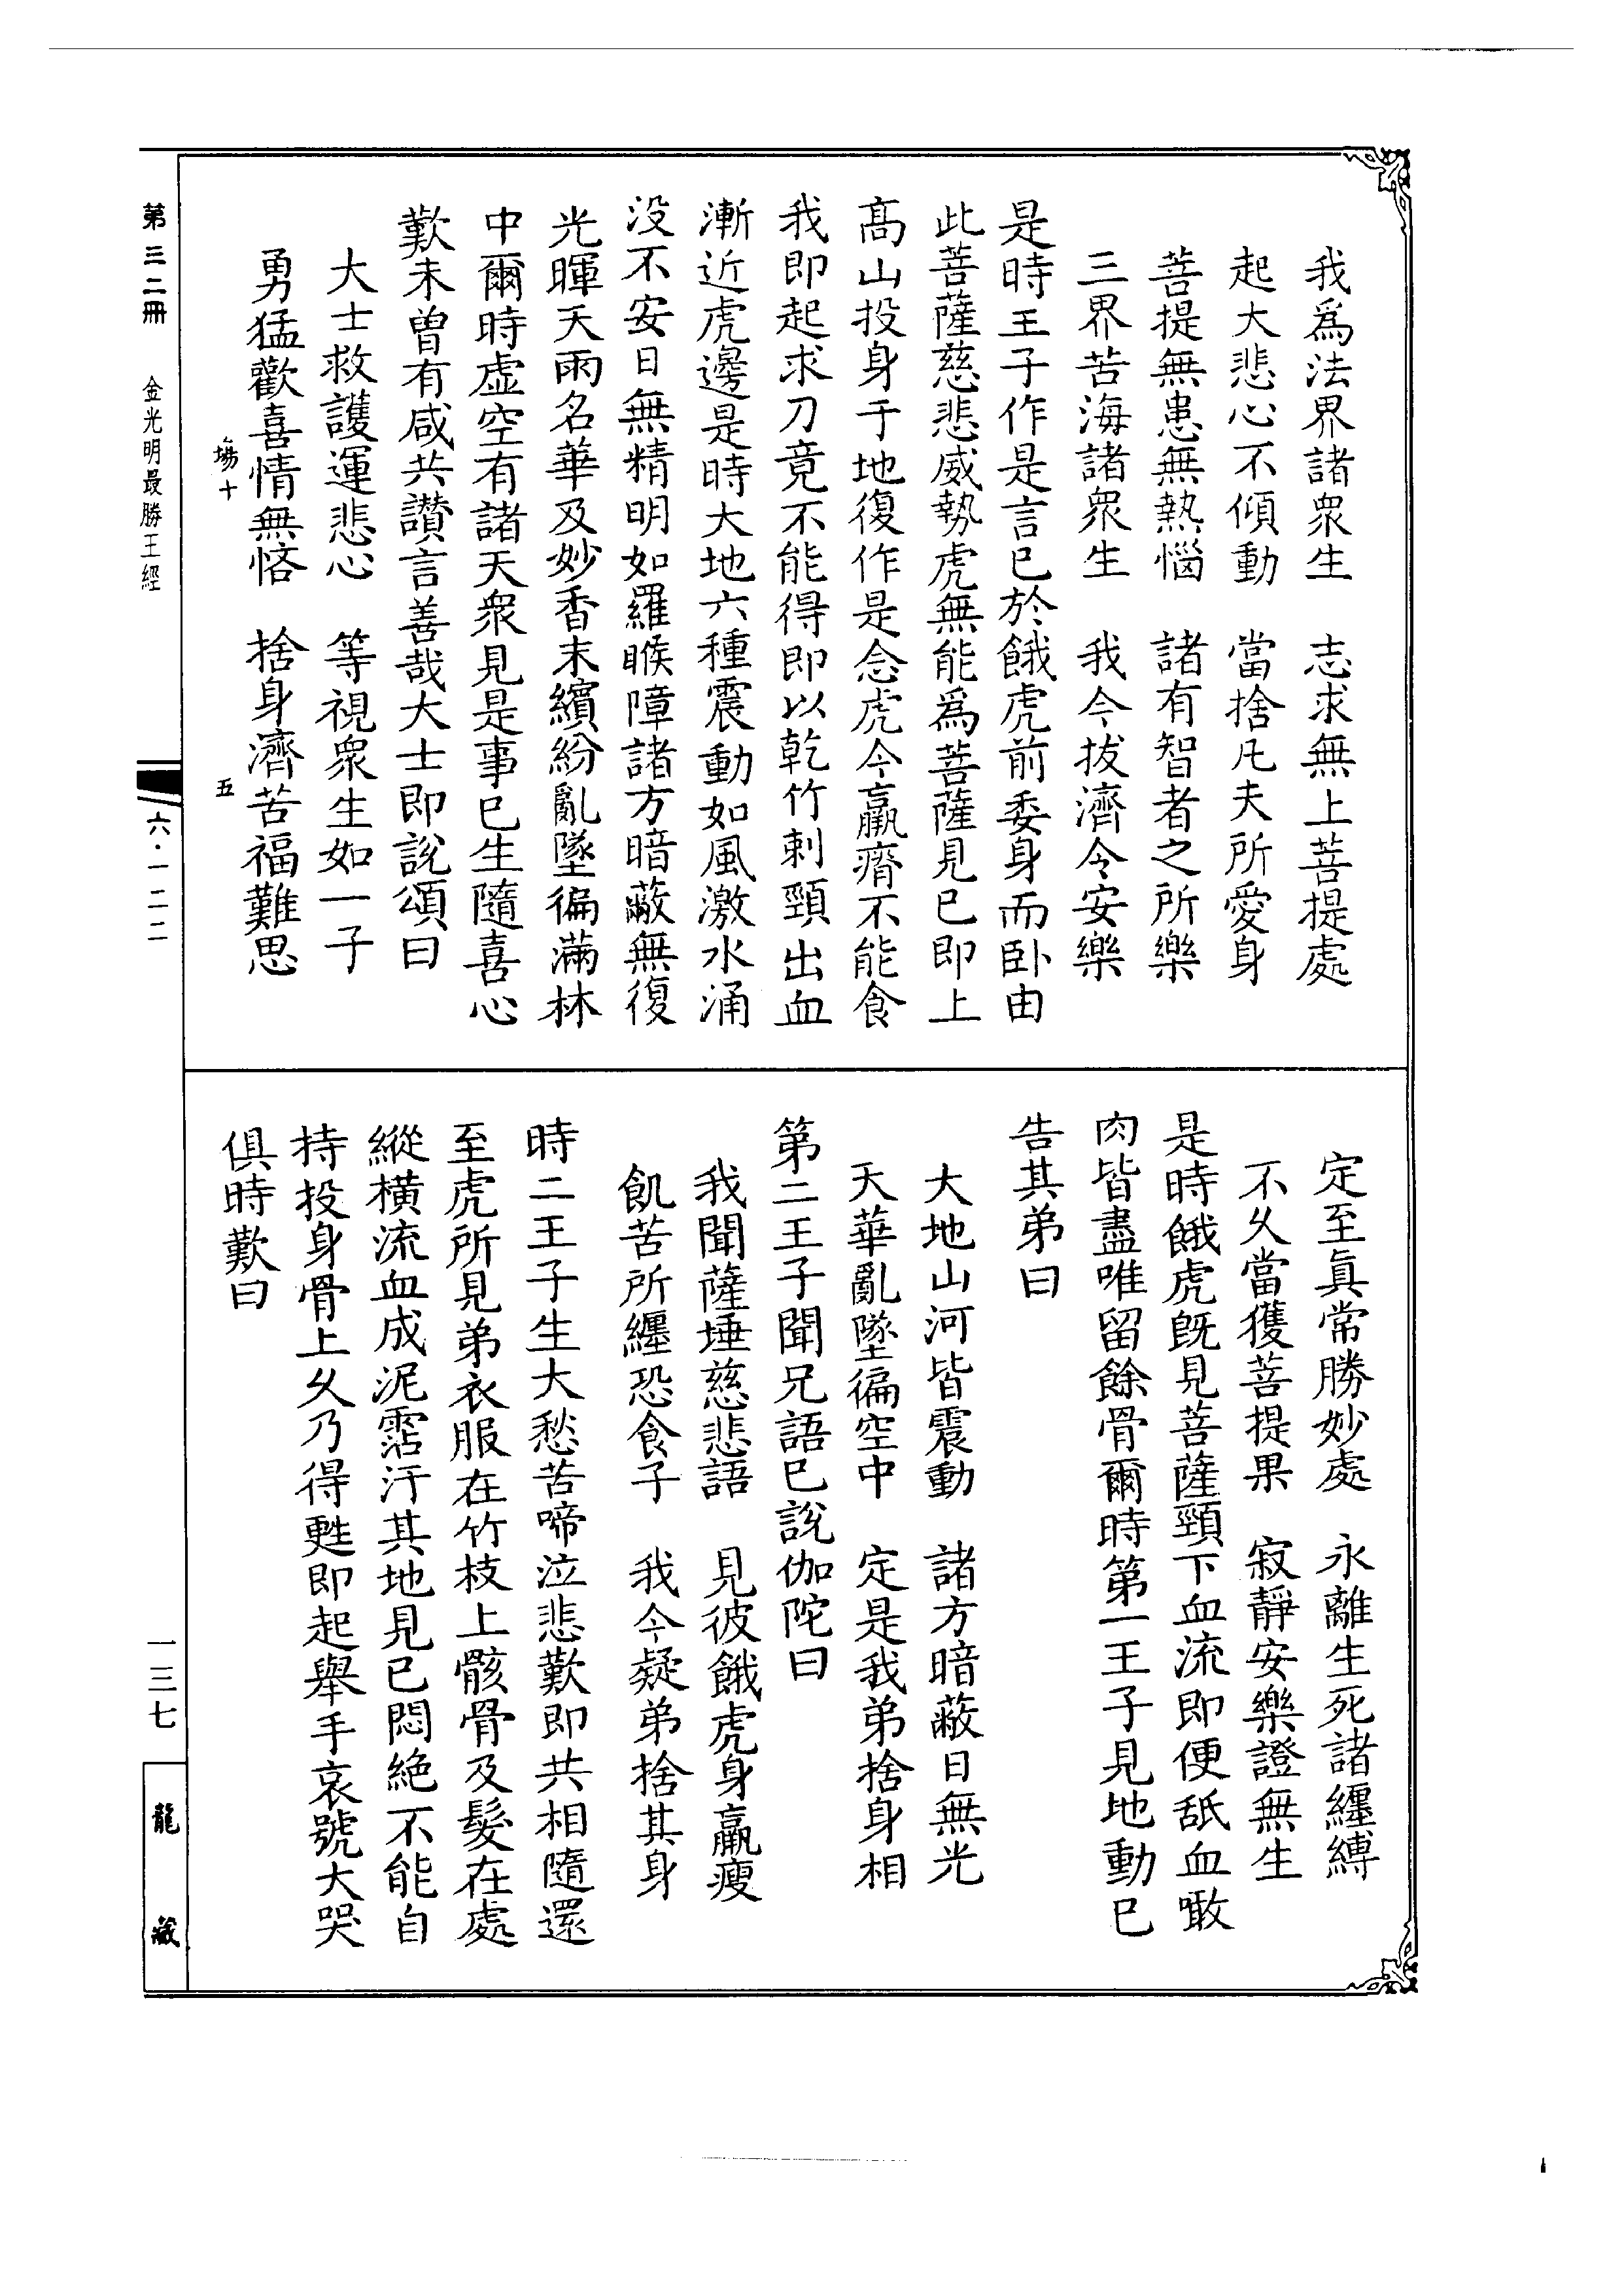 我爲法界諸衆生　志求無上菩提處
起大悲心不傾動　當捨凡夫所愛身
菩提無患無熱惱　諸有智者之所樂
三界苦海諸衆生　我今拔濟令安樂
是時王子作是言已於餓虎前委身而卧由
此菩薩慈悲威勢虎無能爲菩薩見已即上
高山投身于地復作是念虎今羸瘠不能食
我即起求刀竟不能得即以乾竹刺頸出血
漸近虎邊是時大地六種震動如風激水涌
没不安日無精明如羅睺障諸方暗蔽無復
光暉天雨名華及妙香末繽紛亂墜徧滿林
中爾時虚空有諸天衆見是事已生隨喜心
歎未曾有咸共讚言善哉大士即說頌曰
大士救護運悲心　等視衆生如一子
勇猛歡喜情無悋　捨身濟苦福難思
塲十　五
定至眞常勝妙處　永離生死諸纒縛
不久當獲菩提果　寂靜安樂證無生
是時餓虎旣見菩薩頸下血流即便舐血噉
肉皆盡唯留餘骨爾時第一王子見地動已
告其弟曰
大地山河皆震動　諸方暗蔽日無光
天華亂墜徧空中　定是我弟捨身相
第二王子聞兄語已說伽陀曰
我聞薩埵慈悲語　見彼餓虎身羸瘦
飢苦所纒恐食子　我今疑弟捨其身
時二王子生大愁苦啼泣悲歎即共相隨還
至虎所見弟衣服在竹枝上骸骨及髮在處
縱橫流血成泥霑汙其地見已悶絶不能自
持投身骨上久乃得甦即起舉手哀號大哭
俱時歎曰
第三二冊　金光明最勝王經　六·一二二　一三七　龍藏